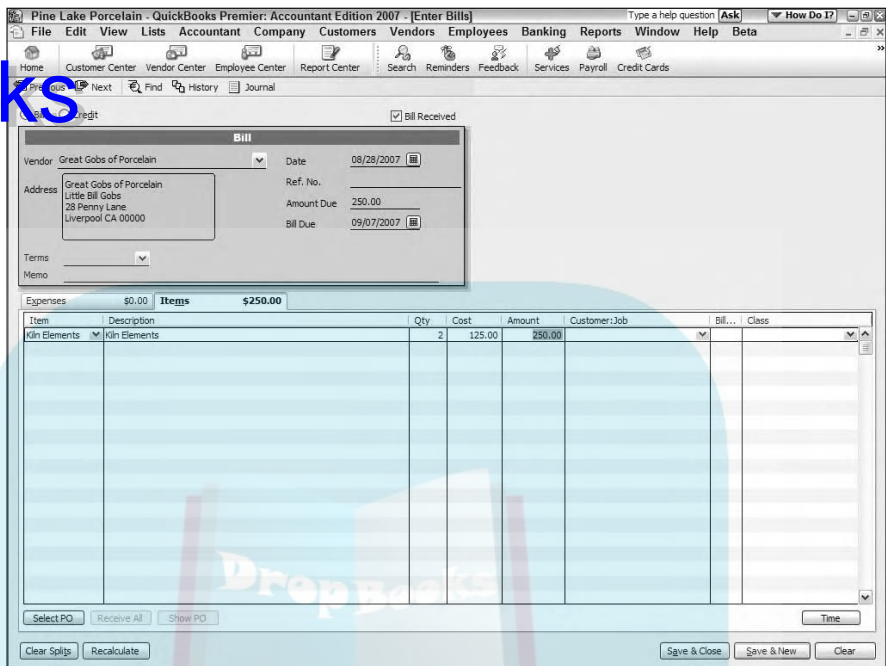 Pine Lake Porcelain - QuickBooks Premier: Accountant Edition 2007 - [Enter Bills]
Type a help question Ask How Do I?
File Edit View Lists Accountant Company Customers Vendors Employees Banking Reports Window Help Beta
Home Customer Center Vendor Center Employee Center Report Center Search Reminders Feedback Services Payroll Credit Cards
ks
Previous Next Find History Journal
Bill Credit
Bill Received
Bill
Vendor Great Gobs of Porcelain
Date 08/28/2007
Address Great Gobs of Porcelain
Little Bill Gobs
28 Penny Lane
Liverpool CA 00000
Ref. No.
Amount Due 250.00
Bill Due 09/07/2007
Terms
Memo
Expenses $0.00 Items $250.00
Item Description Qty Cost Amount Customer:Job Bill... Class
Kiln Elements Kiln Elements 2 125.00 250.00
DropBooks
Select PO Receive All Show PO Time
Clear Splits Recalculate Save & Close Save & New Clear